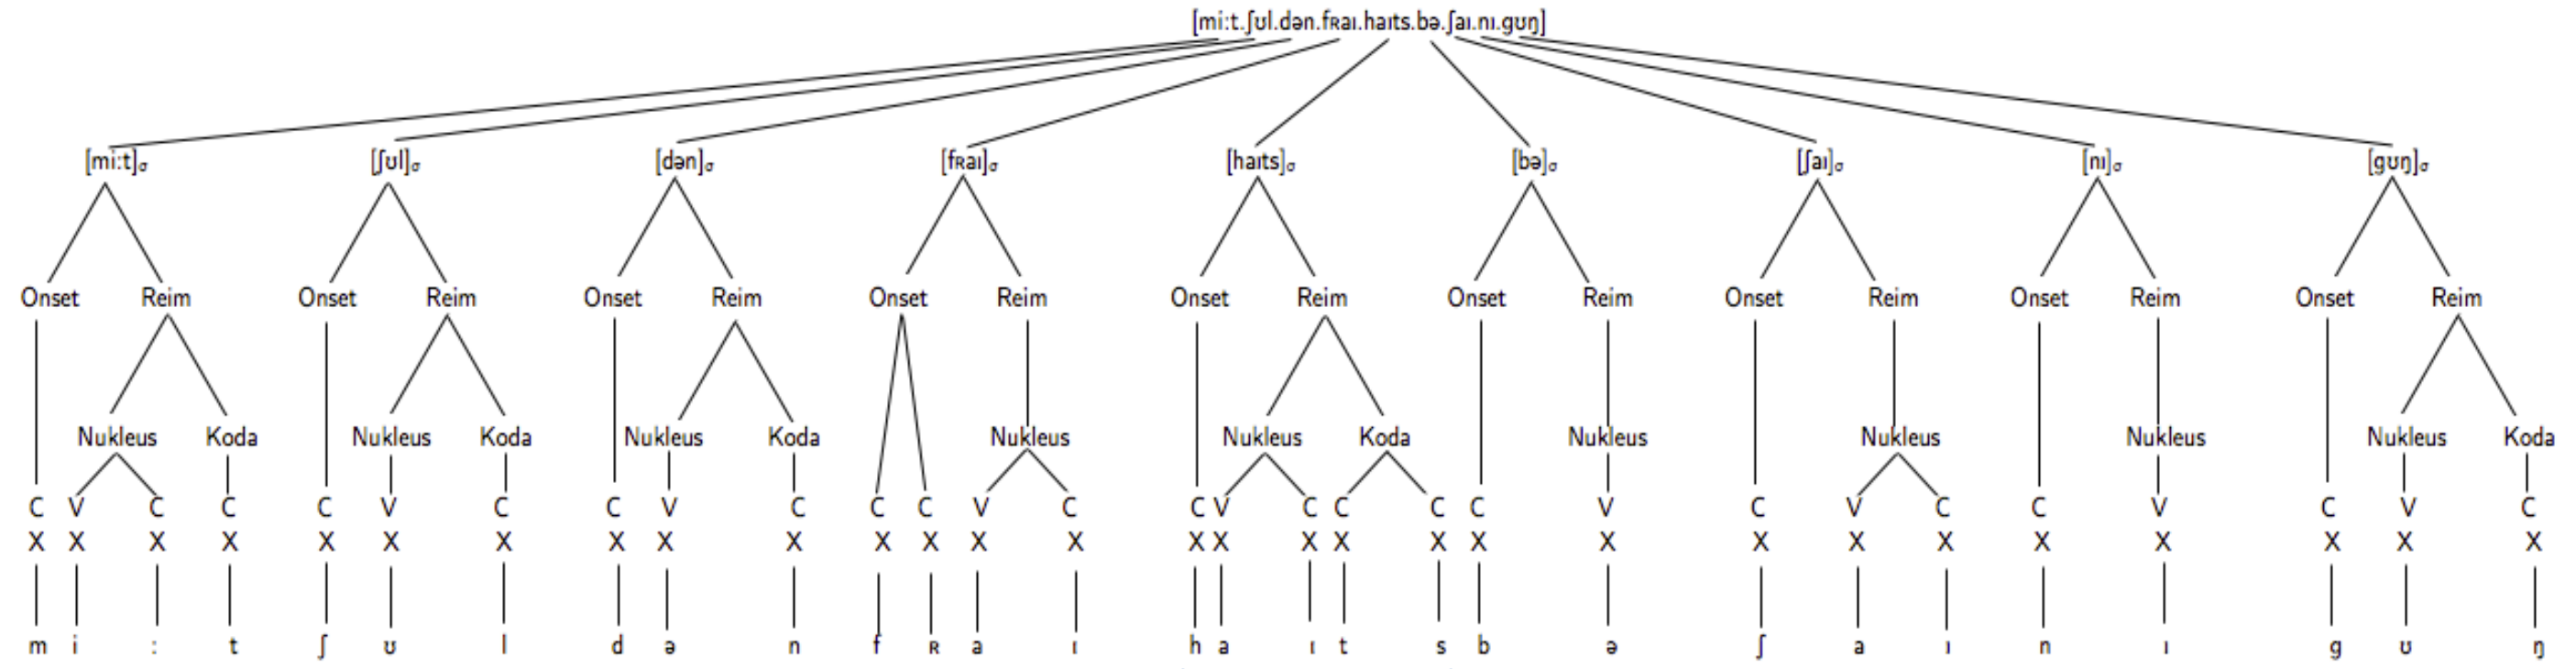 [miːt.ʃʊl.dən.fʀaɪ.haɪts.bə.ʃaɪ.nɪ.gʊŋ]
[miːt]σ [ʃʊl]σ [dən]σ [fʀaɪ]σ [haɪts]σ [bə]σ [ʃaɪ]σ [nɪ]σ [gʊŋ]σ
Onset Reim Onset Reim Onset Reim Onset Reim Onset Reim Onset Reim Onset Reim Onset Reim Onset Reim
Nukleus Koda Nukleus Koda Nukleus Koda Nukleus Nukleus Koda Nukleus Nukleus Nukleus Nukleus Koda
C V C C C V C C V C C C V C C V C C C C V C V C C V C V C
X X X X X X X X X X X X X X X X X X X X X X X X X X X X X
m i ː t ʃ ʊ l d ə n f ʀ a ɪ h a ɪ t s b ə ʃ a ɪ n ɪ g ʊ ŋ